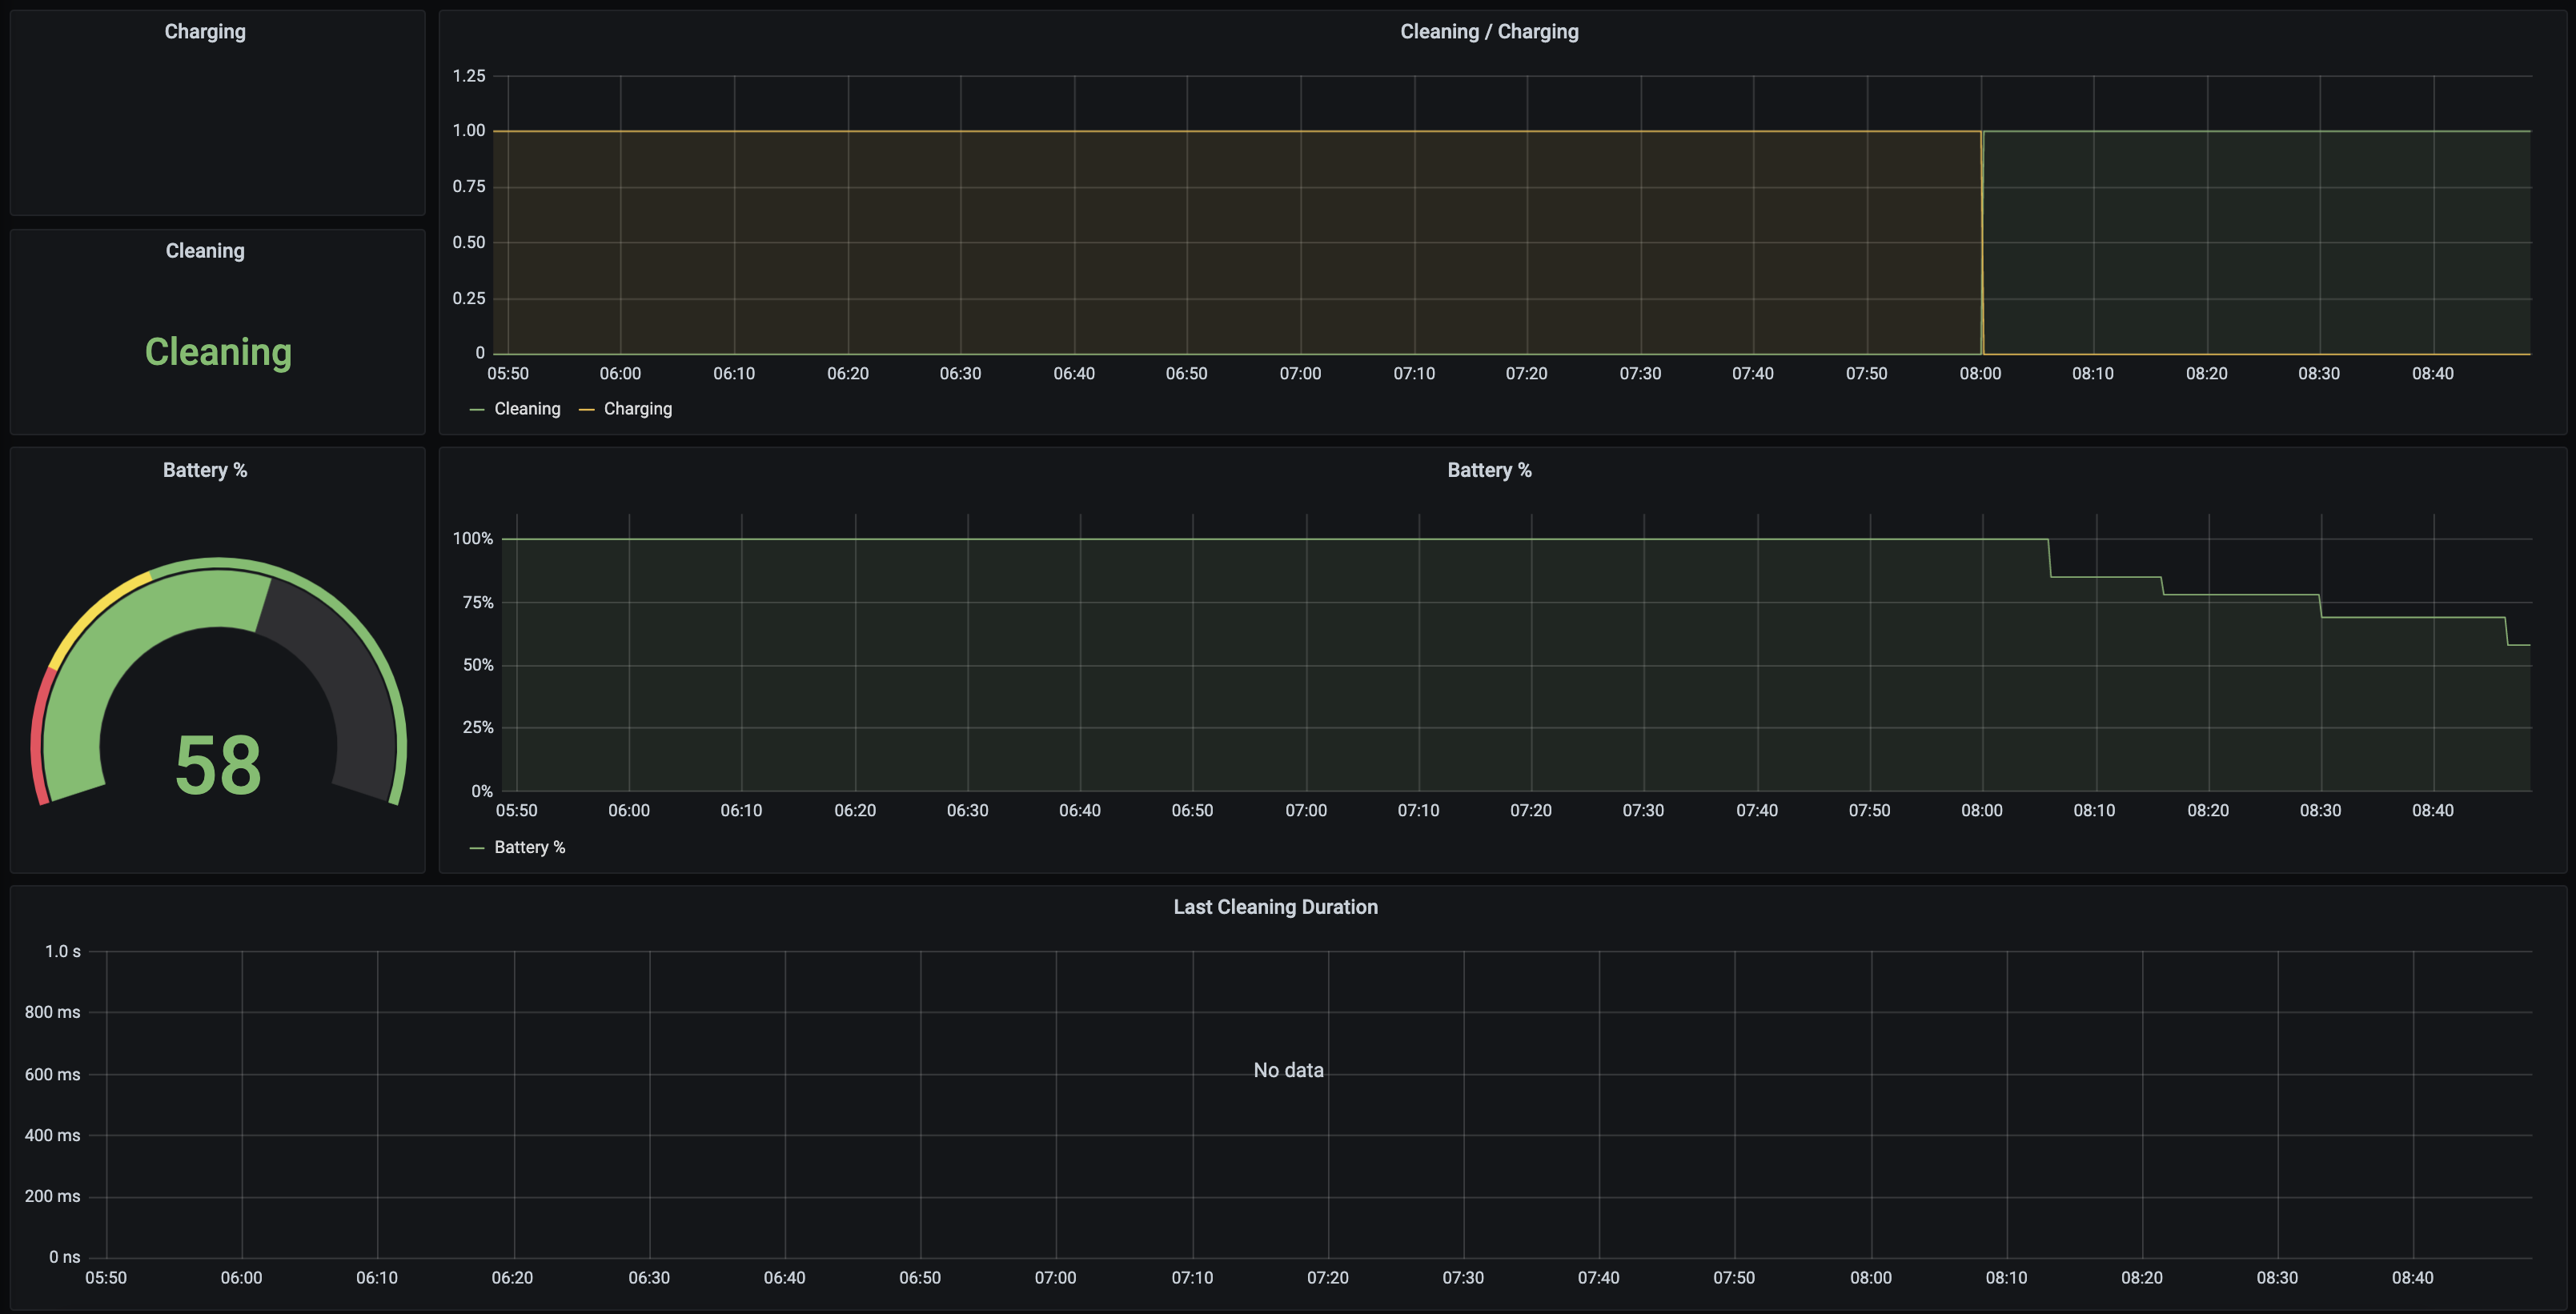 Charging
Cleaning
Cleaning
Cleaning / Charging
1.25
1.00
0.75
0.50
0.25
0
05:50 06:00 06:10 06:20 06:30 06:40 06:50 07:00 07:10 07:20 07:30 07:40 07:50 08:00 08:10 08:20 08:30 08:40
Cleaning Charging
Battery %
58
Battery %
100%
75%
50%
25%
0%
05:50 06:00 06:10 06:20 06:30 06:40 06:50 07:00 07:10 07:20 07:30 07:40 07:50 08:00 08:10 08:20 08:30 08:40
Battery %
Last Cleaning Duration
1.0 s
800 ms
600 ms
400 ms
200 ms
0 ns
No data
05:50 06:00 06:10 06:20 06:30 06:40 06:50 07:00 07:10 07:20 07:30 07:40 07:50 08:00 08:10 08:20 08:30 08:40